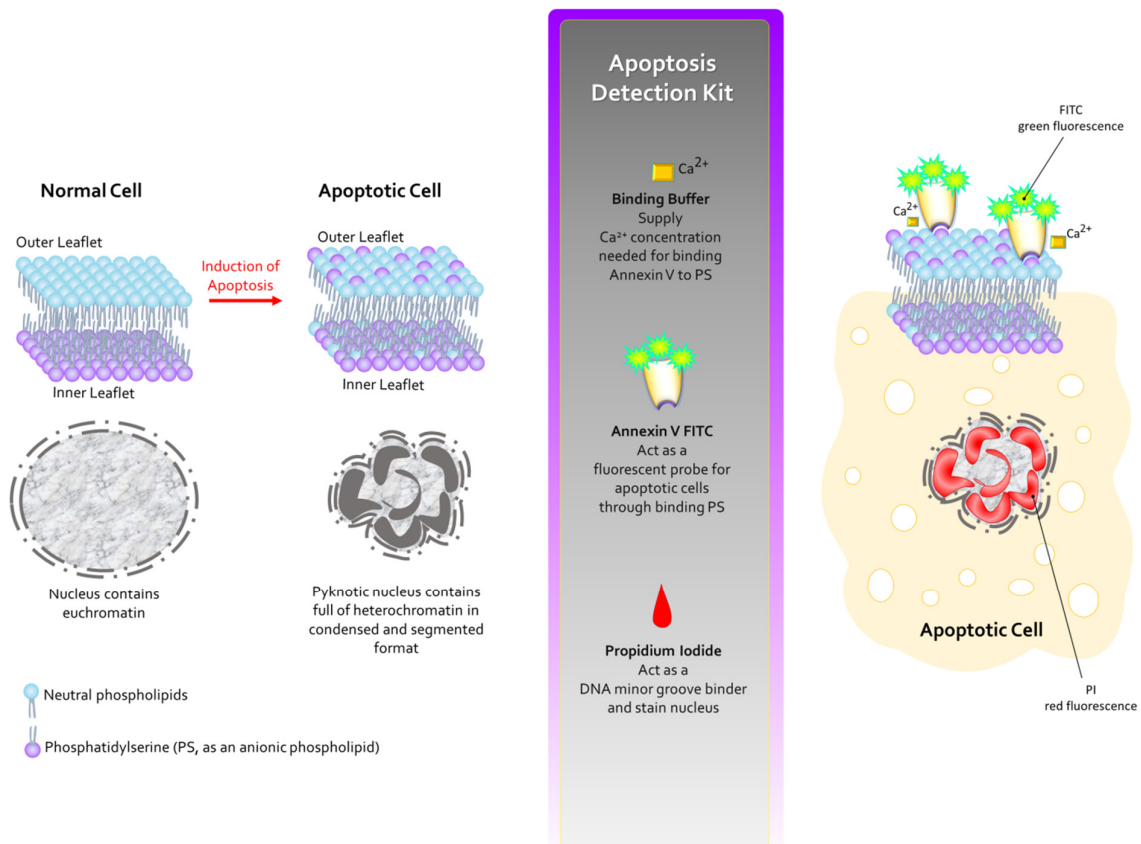 Normal Cell
Outer Leaflet
Inner Leaflet
Nucleus contains
euchromatin
Induction of
Apoptosis
Apoptotic Cell
Outer Leaflet
Inner Leaflet
Pyknotic nucleus contains
full of heterochromatin in
condensed and segmented
format
Neutral phospholipids
Phosphatidylserine (PS, as an anionic phospholipid)
Apoptosis
Detection Kit
Ca²⁺
Binding Buffer
Supply
Ca²⁺ concentration
needed for binding
Annexin V to PS
Annexin V FITC
Act as a
fluorescent probe for
apoptotic cells
through binding PS
Propidium Iodide
Act as a
DNA minor groove binder
and stain nucleus
FITC
green fluorescence
Ca²⁺
Ca²⁺
Apoptotic Cell
PI
red fluorescence